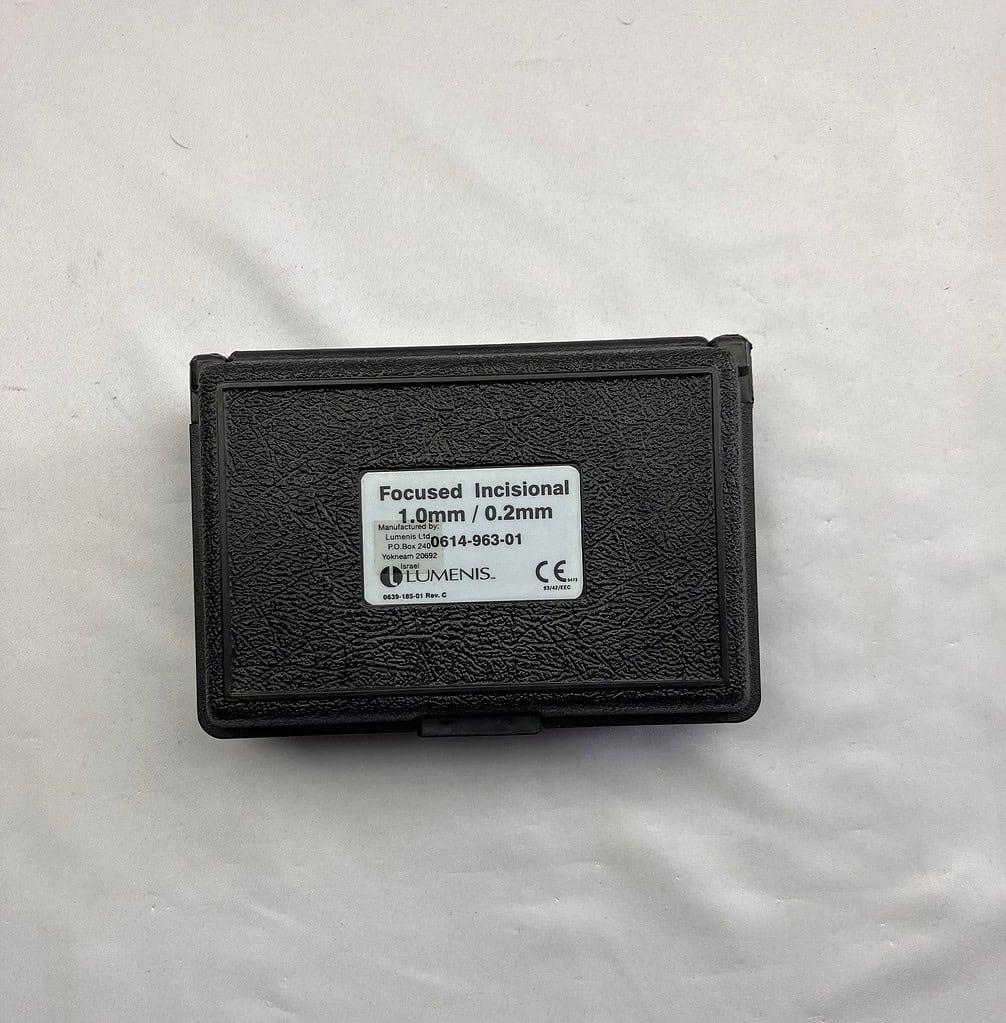 Focused Incisional
1.0mm / 0.2mm
Manufactured by:
Lumenis Ltd.
P.O.Box 240
Yokneam 20692
Israel
0614-963-01
LUMENIS™
0639-185-01 Rev. C
CE 0473
93/42/EEC